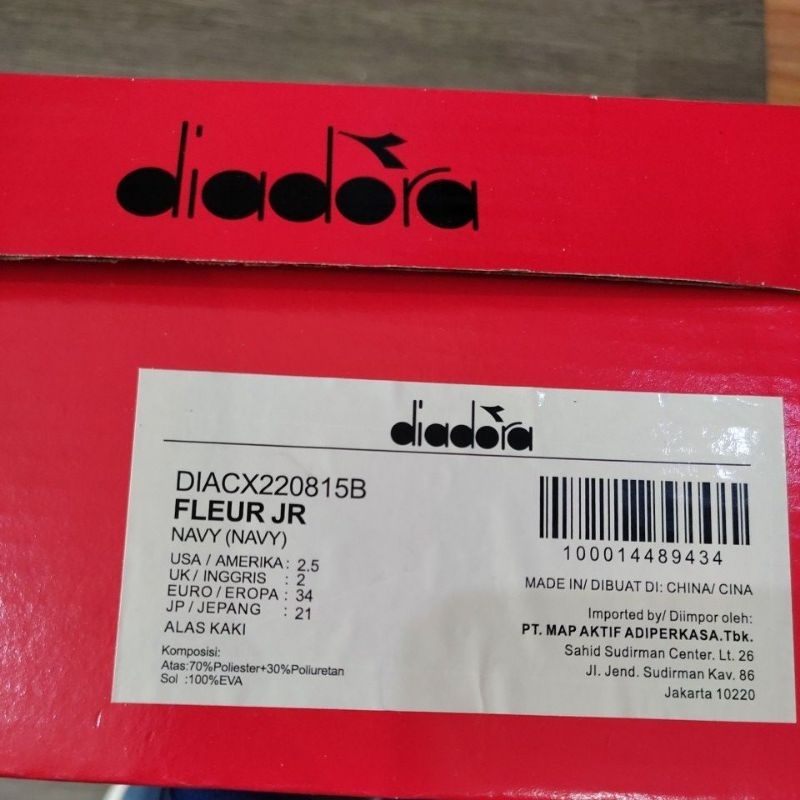 diadora
diadora
DIACX220815B
FLEUR JR
NAVY (NAVY)
USA / AMERIKA : 2.5
UK / INGGRIS : 2
EURO / EROPA : 34
JP / JEPANG : 21
ALAS KAKI
Komposisi:
Atas:70%Poliester+30%Poliuretan
Sol :100%EVA
100014489434
MADE IN/ DIBUAT DI: CHINA/ CINA
Imported by/ Diimpor oleh:
PT. MAP AKTIF ADIPERKASA.Tbk.
Sahid Sudirman Center. Lt. 26
Jl. Jend. Sudirman Kav. 86
Jakarta 10220